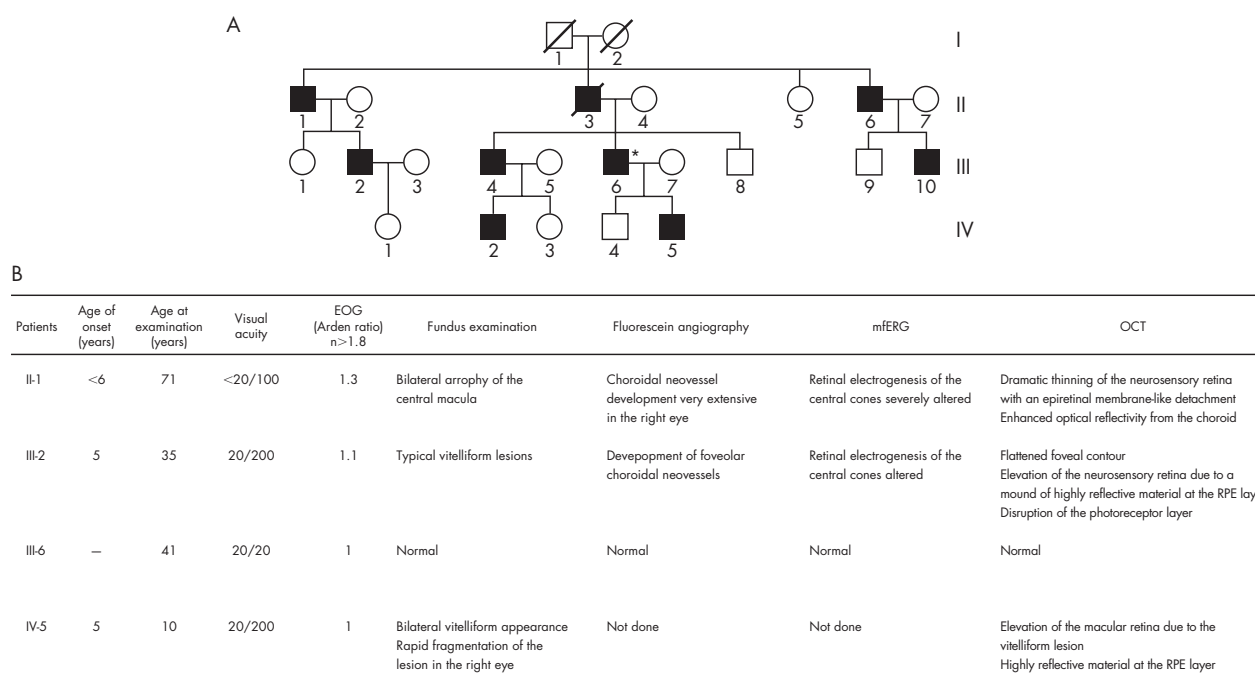 A
I
1 2
II
1 2 3 4 5 6 7
*
III
1 2 3 4 5 6 7 8 9 10
IV
1 2 3 4 5
B
Patients Age of onset (years) Age at examination (years) Visual acuity EOG (Arden ratio) n>1.8 Fundus examination Fluorescein angiography mfERG OCT
II-1 <6 71 <20/100 1.3 Bilateral arrophy of the Choroidal neovessel Retinal electrogenesis of the Dramatic thinning of the neurosensory retina
central macula development very extensive central cones severely altered with an epiretinal membrane-like detachment
in the right eye Enhanced optical reflectivity from the choroid
III-2 5 35 20/200 1.1 Typical vitelliform lesions Devepopment of foveolar Retinal electrogenesis of the Flattened foveal contour
choroidal neovessels central cones altered Elevation of the neurosensory retina due to a
mound of highly reflective material at the RPE lay
Disruption of the photoreceptor layer
III-6 – 41 20/20 1 Normal Normal Normal Normal
IV-5 5 10 20/200 1 Bilateral vitelliform appearance Not done Not done Elevation of the macular retina due to the
Rapid fragmentation of the vitelliform lesion
lesion in the right eye Highly reflective material at the RPE layer